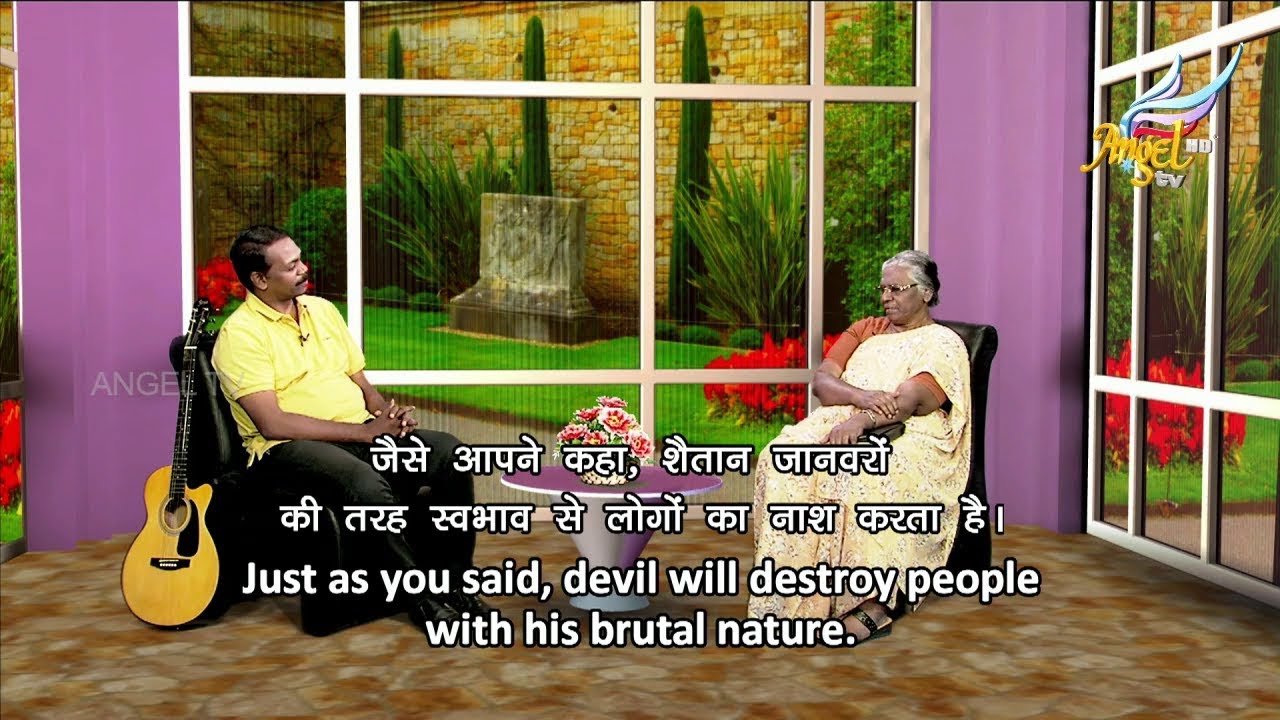 Angel HD
tv
ANGEL TV
जैसे आपने कहा, शैतान जानवरों
की तरह स्वभाव से लोगों का नाश करता है।
Just as you said, devil will destroy people
with his brutal nature.